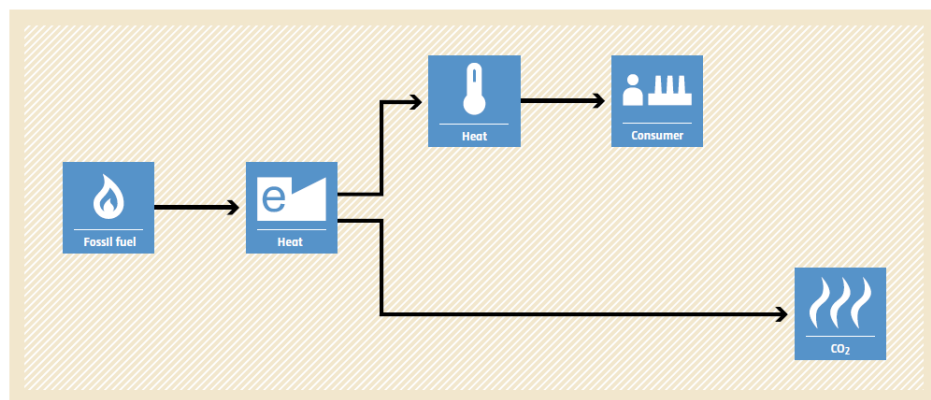 Heat
Consumer
Fossil fuel
e
Heat
CO₂